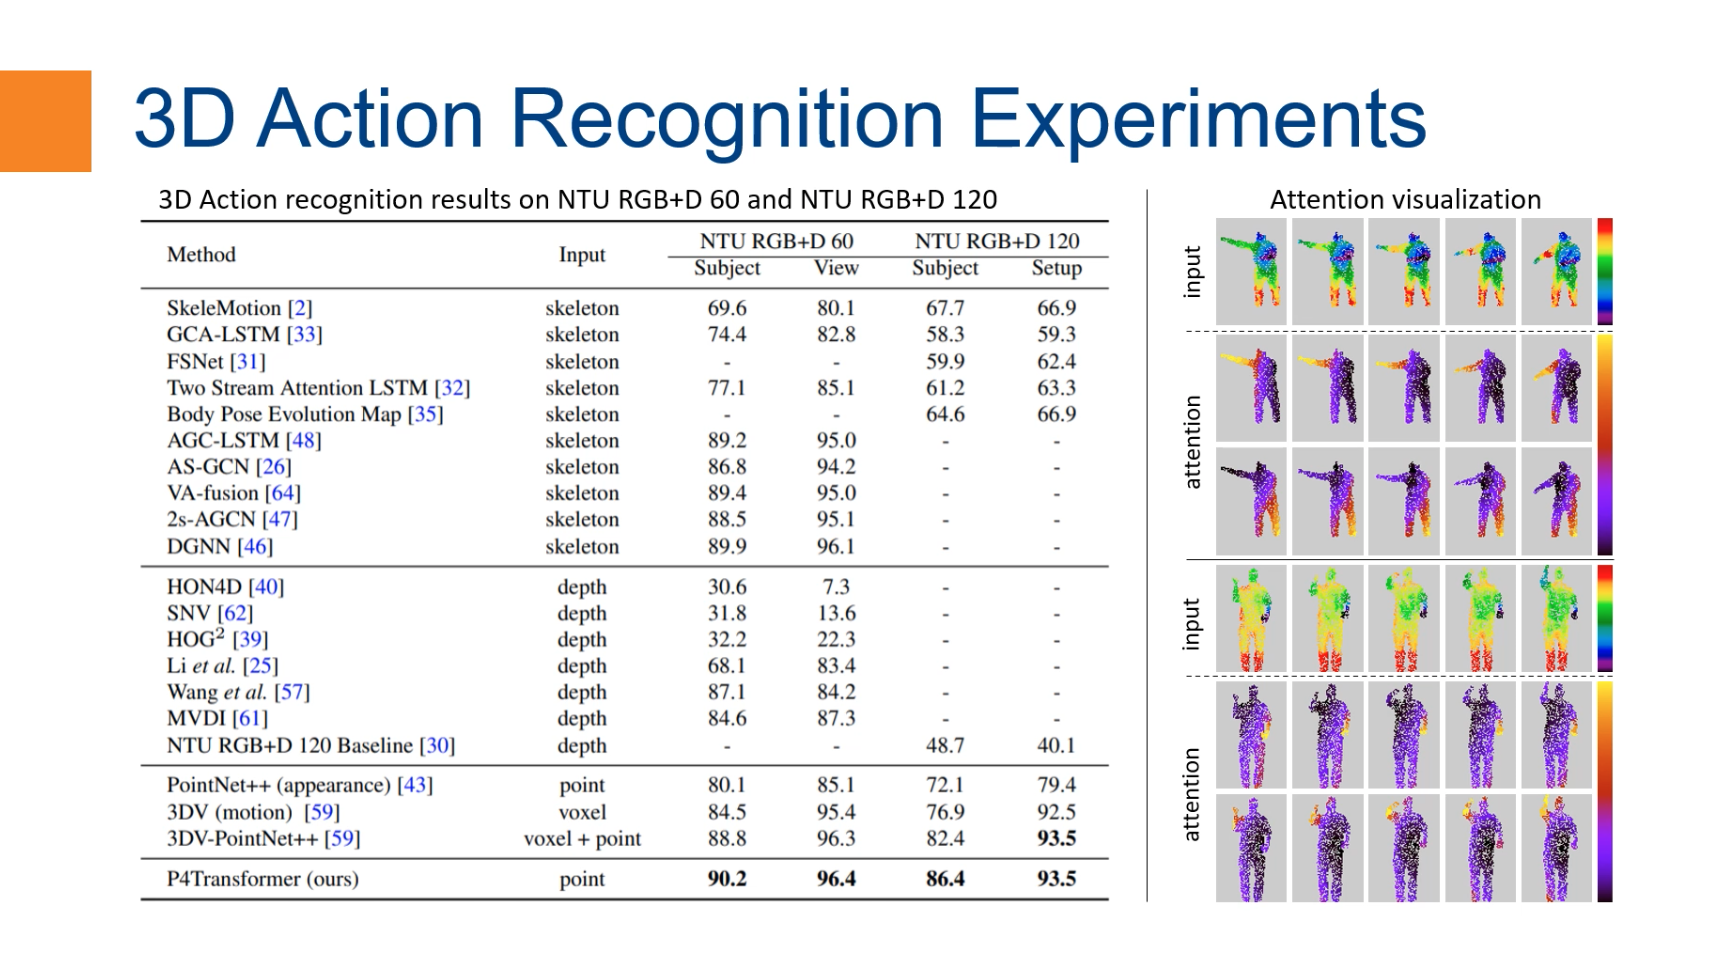 3D Action Recognition Experiments
3D Action recognition results on NTU RGB+D 60 and NTU RGB+D 120
Method Input NTU RGB+D 60 NTU RGB+D 120
Subject View Subject Setup
SkeleMotion [2] skeleton 69.6 80.1 67.7 66.9
GCA-LSTM [33] skeleton 74.4 82.8 58.3 59.3
FSNet [31] skeleton - - 59.9 62.4
Two Stream Attention LSTM [32] skeleton 77.1 85.1 61.2 63.3
Body Pose Evolution Map [35] skeleton - - 64.6 66.9
AGC-LSTM [48] skeleton 89.2 95.0 - -
AS-GCN [26] skeleton 86.8 94.2 - -
VA-fusion [64] skeleton 89.4 95.0 - -
2s-AGCN [47] skeleton 88.5 95.1 - -
DGNN [46] skeleton 89.9 96.1 - -
HON4D [40] depth 30.6 7.3 - -
SNV [62] depth 31.8 13.6 - -
HOG² [39] depth 32.2 22.3 - -
Li et al. [25] depth 68.1 83.4 - -
Wang et al. [57] depth 87.1 84.2 - -
MVDI [61] depth 84.6 87.3 - -
NTU RGB+D 120 Baseline [30] depth - - 48.7 40.1
PointNet++ (appearance) [43] point 80.1 85.1 72.1 79.4
3DV (motion) [59] voxel 84.5 95.4 76.9 92.5
3DV-PointNet++ [59] voxel + point 88.8 96.3 82.4 93.5
P4Transformer (ours) point 90.2 96.4 86.4 93.5
Attention visualization
input
attention
input
attention